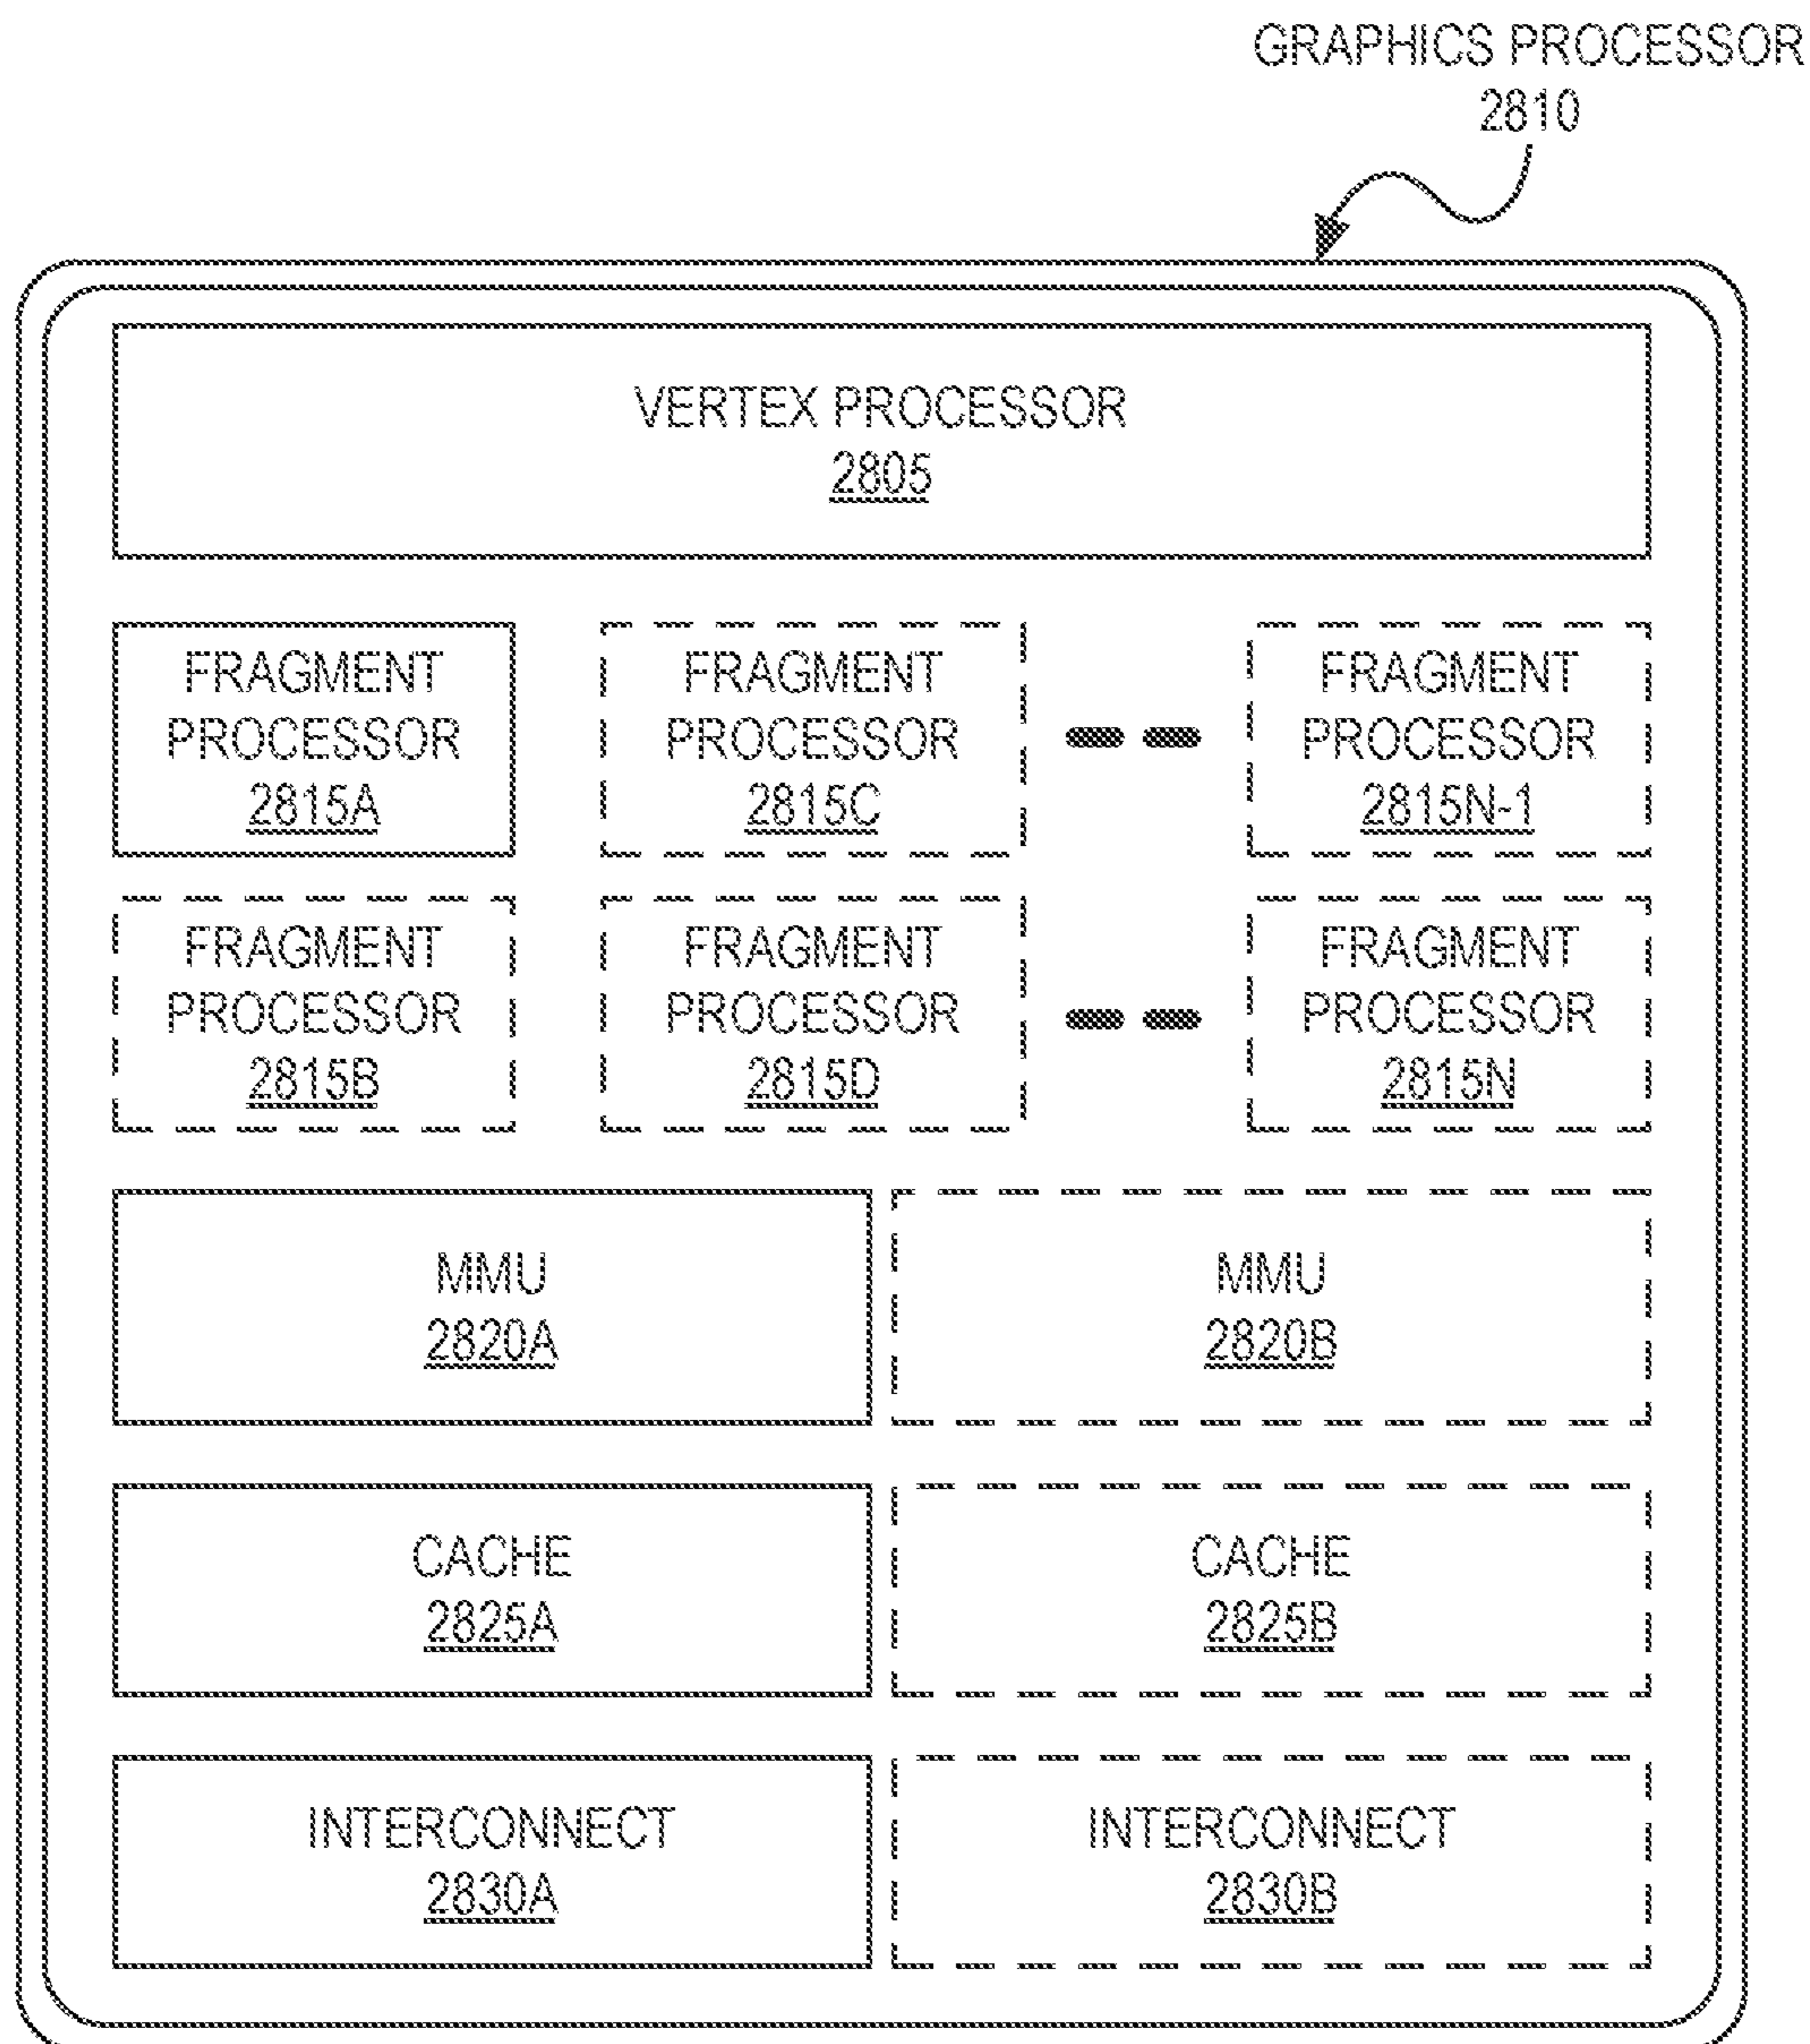 GRAPHICS PROCESSOR
2810
VERTEX PROCESSOR
2805
FRAGMENT
PROCESSOR
2815A
FRAGMENT
PROCESSOR
2815C
FRAGMENT
PROCESSOR
2815N-1
FRAGMENT
PROCESSOR
2815B
FRAGMENT
PROCESSOR
2815D
FRAGMENT
PROCESSOR
2815N
MMU
2820A
MMU
2820B
CACHE
2825A
CACHE
2825B
INTERCONNECT
2830A
INTERCONNECT
2830B